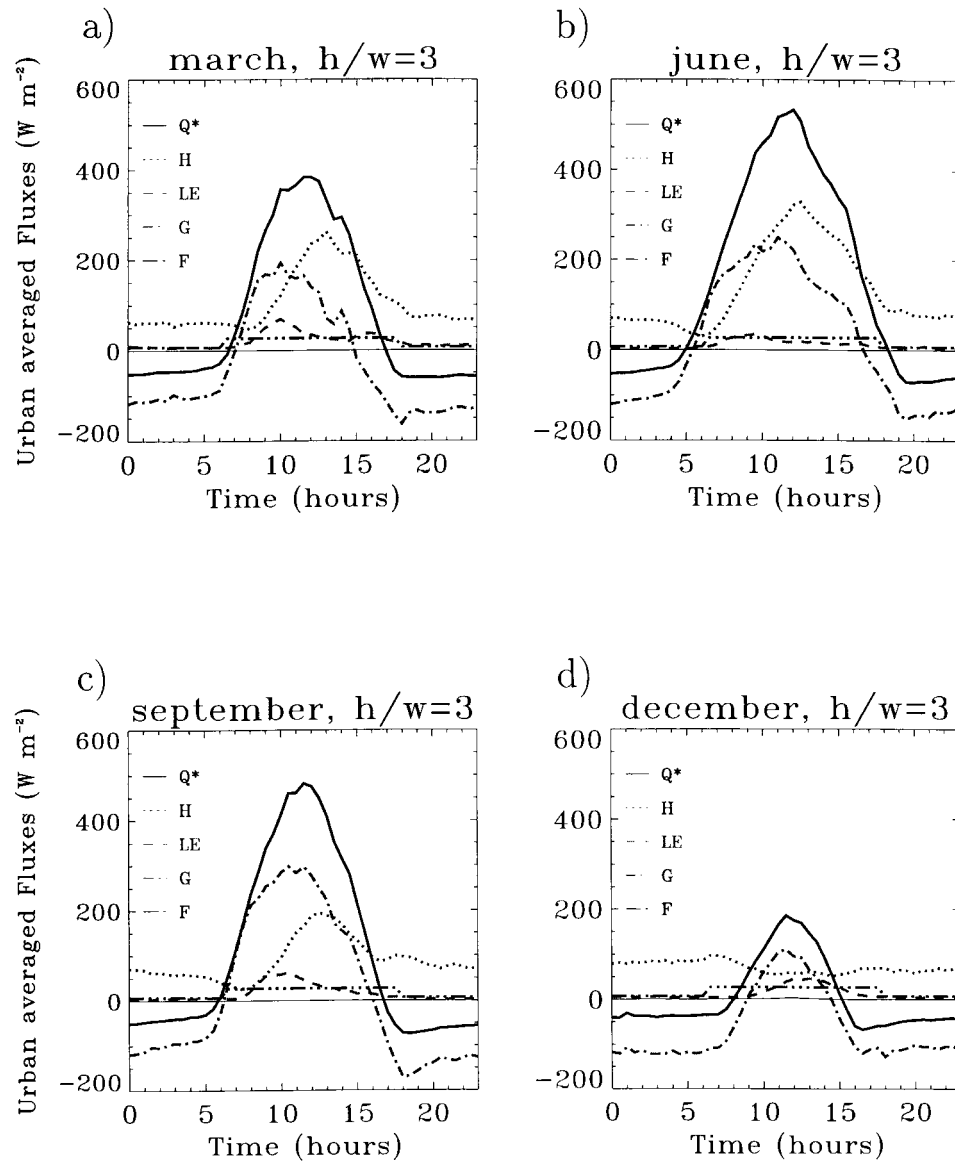 a)
march, h/w=3
Urban averaged Fluxes (W m⁻²)
600
400
200
0
-200
Q*
H
LE
G
F
0 5 10 15 20
Time (hours)
b)
june, h/w=3
600
400
200
0
-200
Q*
H
LE
G
F
0 5 10 15 20
Time (hours)
c)
september, h/w=3
Urban averaged Fluxes (W m⁻²)
600
400
200
0
-200
Q*
H
LE
G
F
0 5 10 15 20
Time (hours)
d)
december, h/w=3
600
400
200
0
-200
Q*
H
LE
G
F
0 5 10 15 20
Time (hours)